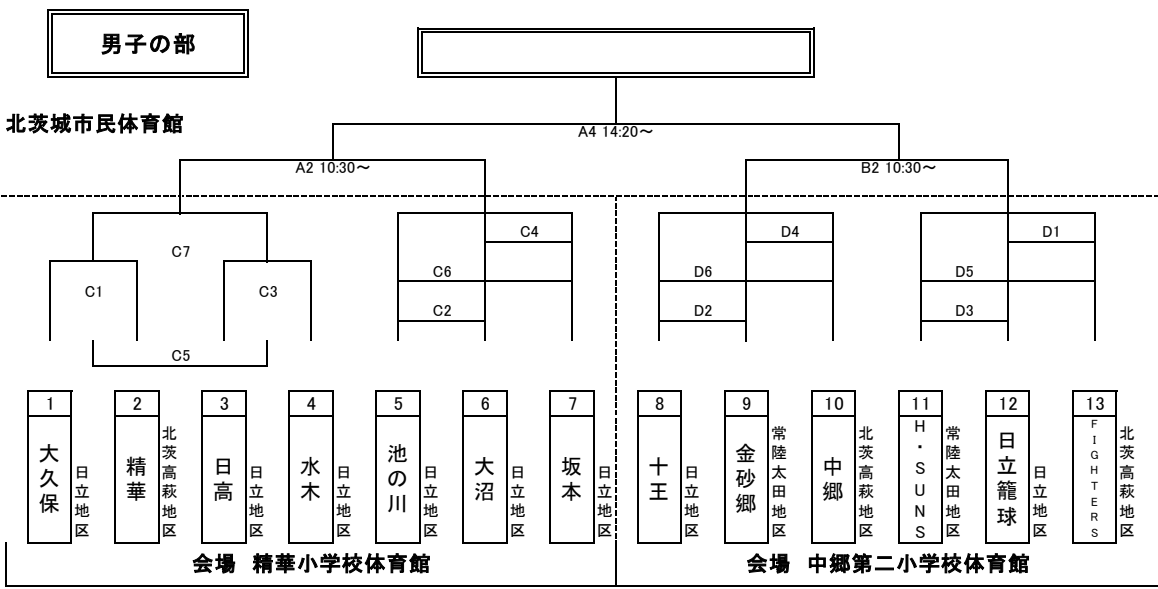 男子の部
北茨城市民体育館
A4 14:20～
A2 10:30～
B2 10:30～
C4
D4
D1
C7
C6
D6
D5
C1
C3
C2
D2
D3
C5
1
2
3
4
5
6
7
8
9
10
11
12
13
大久保
日立地区
精華
北茨高萩地区
日高
日立地区
水木
日立地区
池の川
日立地区
大沼
日立地区
坂本
日立地区
十王
日立地区
金砂郷
常陸太田地区
中郷
北茨高萩地区
H・SUNS
常陸太田地区
日立籠球
日立地区
FIGHTERS
北茨高萩地区
会場　精華小学校体育館
会場　中郷第二小学校体育館